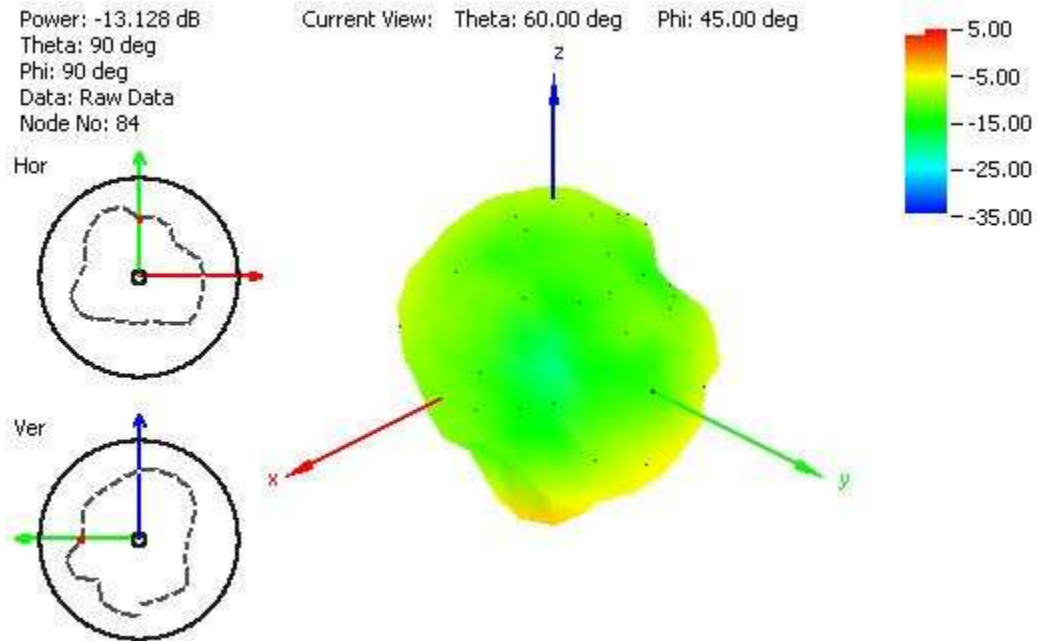 Power: -13.128 dB
Theta: 90 deg
Phi: 90 deg
Data: Raw Data
Node No: 84
Current View: Theta: 60.00 deg Phi: 45.00 deg
Hor
Ver
z
x
y
5.00
-5.00
-15.00
-25.00
-35.00